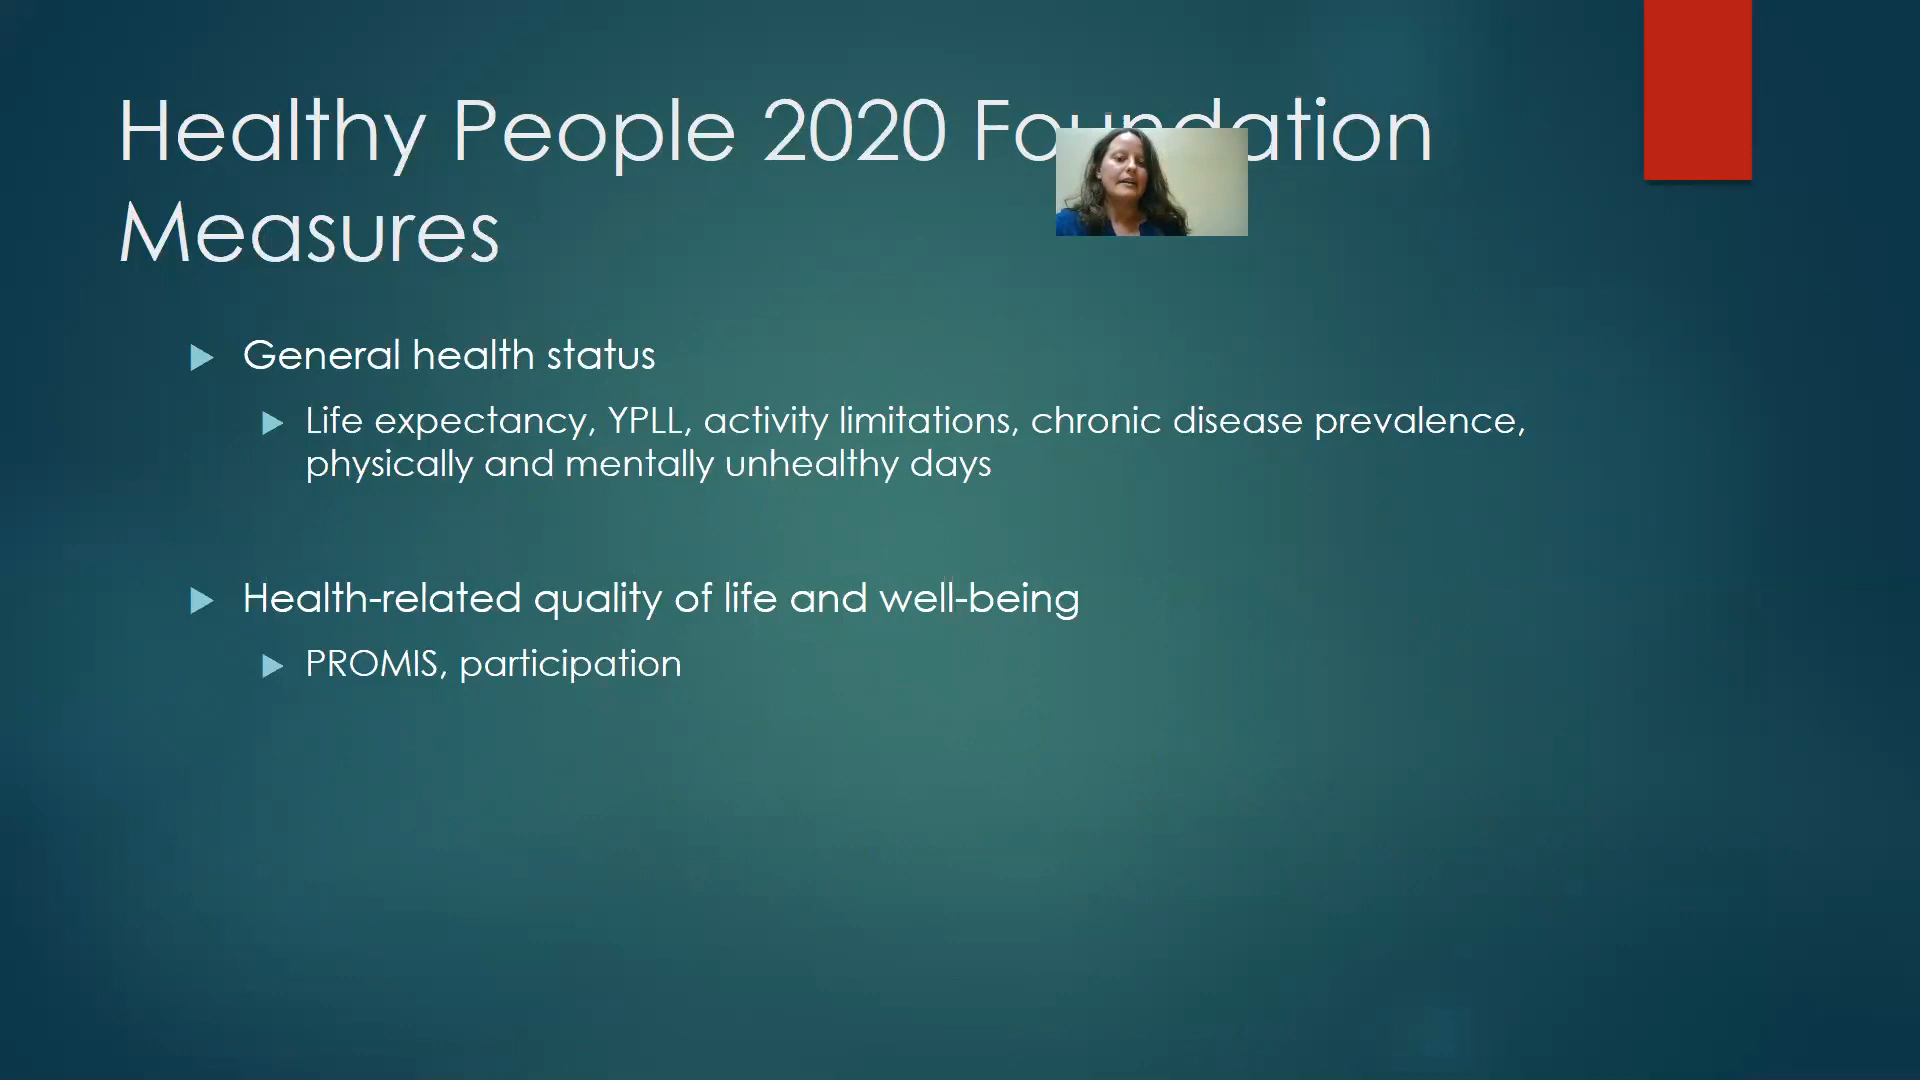 Healthy People 2020 Foundation
Measures
General health status
Life expectancy, YPLL, activity limitations, chronic disease prevalence,
physically and mentally unhealthy days
Health-related quality of life and well-being
PROMIS, participation